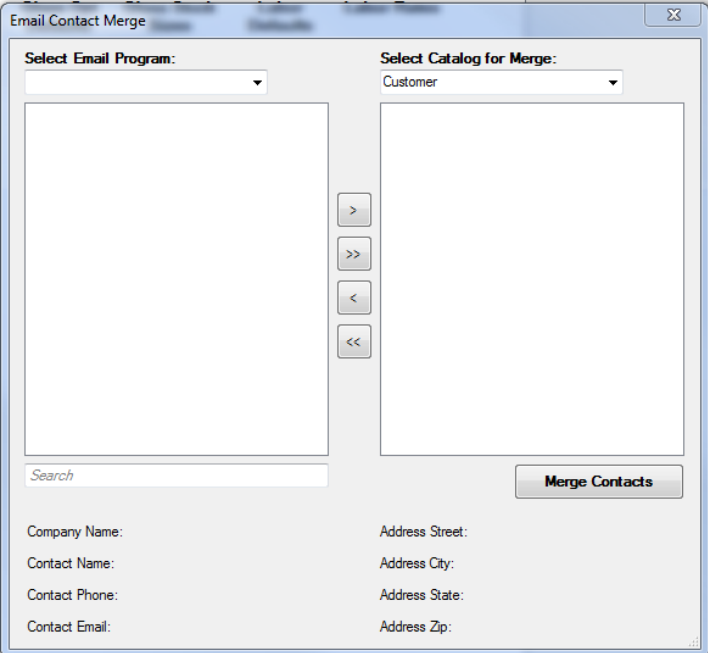 Email Contact Merge
Select Email Program:
Select Catalog for Merge:
Customer
>
>>
<
<<
Search
Merge Contacts
Company Name:
Address Street:
Contact Name:
Address City:
Contact Phone:
Address State:
Contact Email:
Address Zip: